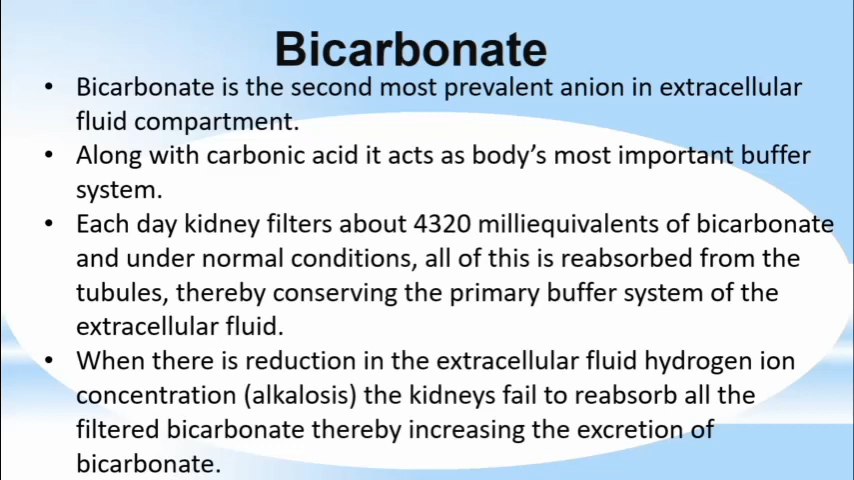 Bicarbonate
• Bicarbonate is the second most prevalent anion in extracellular
fluid compartment.
• Along with carbonic acid it acts as body’s most important buffer
system.
• Each day kidney filters about 4320 milliequivalents of bicarbonate
and under normal conditions, all of this is reabsorbed from the
tubules, thereby conserving the primary buffer system of the
extracellular fluid.
• When there is reduction in the extracellular fluid hydrogen ion
concentration (alkalosis) the kidneys fail to reabsorb all the
filtered bicarbonate thereby increasing the excretion of
bicarbonate.